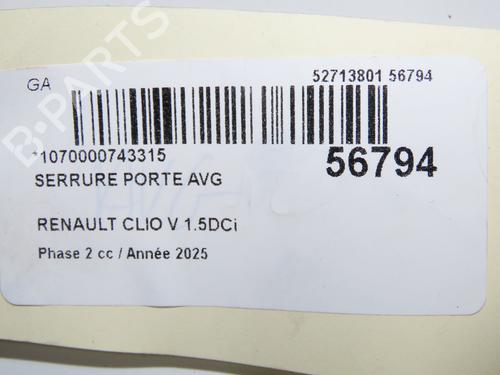 GA
52713801 56794
*1070000743315
56794
SERRURE PORTE AVG
RENAULT CLIO V 1.5DCi
Phase 2 cc / Année 2025
B-PARTS